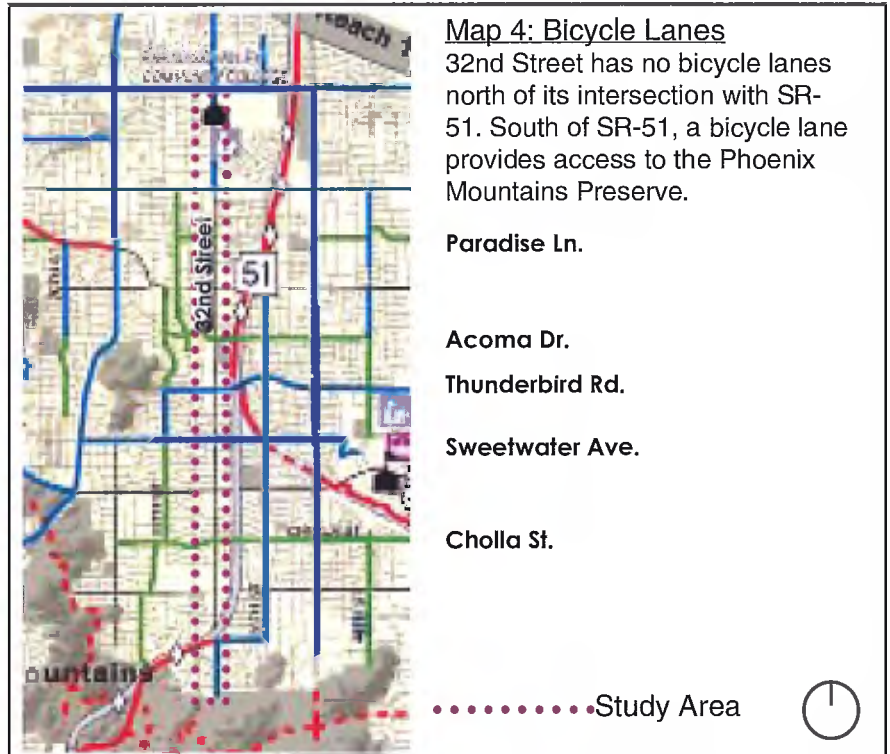 Map 4: Bicycle Lanes
32nd Street has no bicycle lanes
north of its intersection with SR-
51. South of SR-51, a bicycle lane
provides access to the Phoenix
Mountains Preserve.
Paradise Ln.
Acoma Dr.
Thunderbird Rd.
Sweetwater Ave.
Cholla St.
Study Area
32nd Street
51
untains